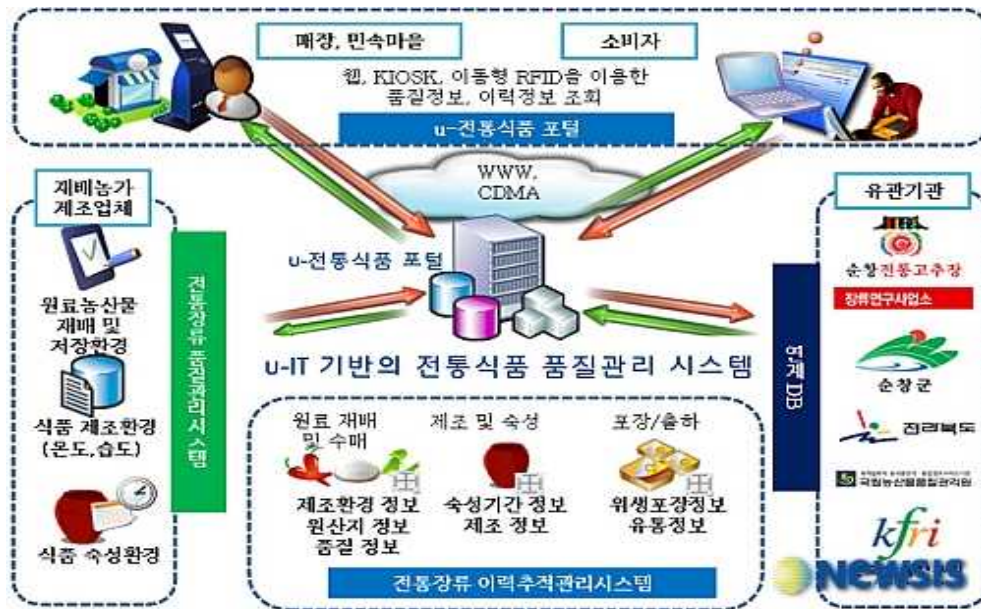 매장, 민속마을
소비자
웹, KIOSK, 이동형 RFID을 이용한
품질정보, 이력정보 조회
u-전통식품 포털
WWW,
CDMA
재배농가
제조업체
원료농산물
재배 및
저장환경
식품 제조환경
(온도,습도)
식품 숙성환경
전통장류 품질관리시스템
u-전통식품 포털
u-IT 기반의 전통식품 품질관리 시스템
원료 재배
및 수매
제조환경 정보
원산지 정보
품질 정보
제조 및 숙성
숙성기간 정보
제조 정보
포장/출하
위생포장정보
유통정보
전통장류 이력추적관리시스템
연계 DB
유관기관
순창전통고추장
장류연구사업소
순창군
전라북도
국립농산물품질관리원
kfri
NEWSIS